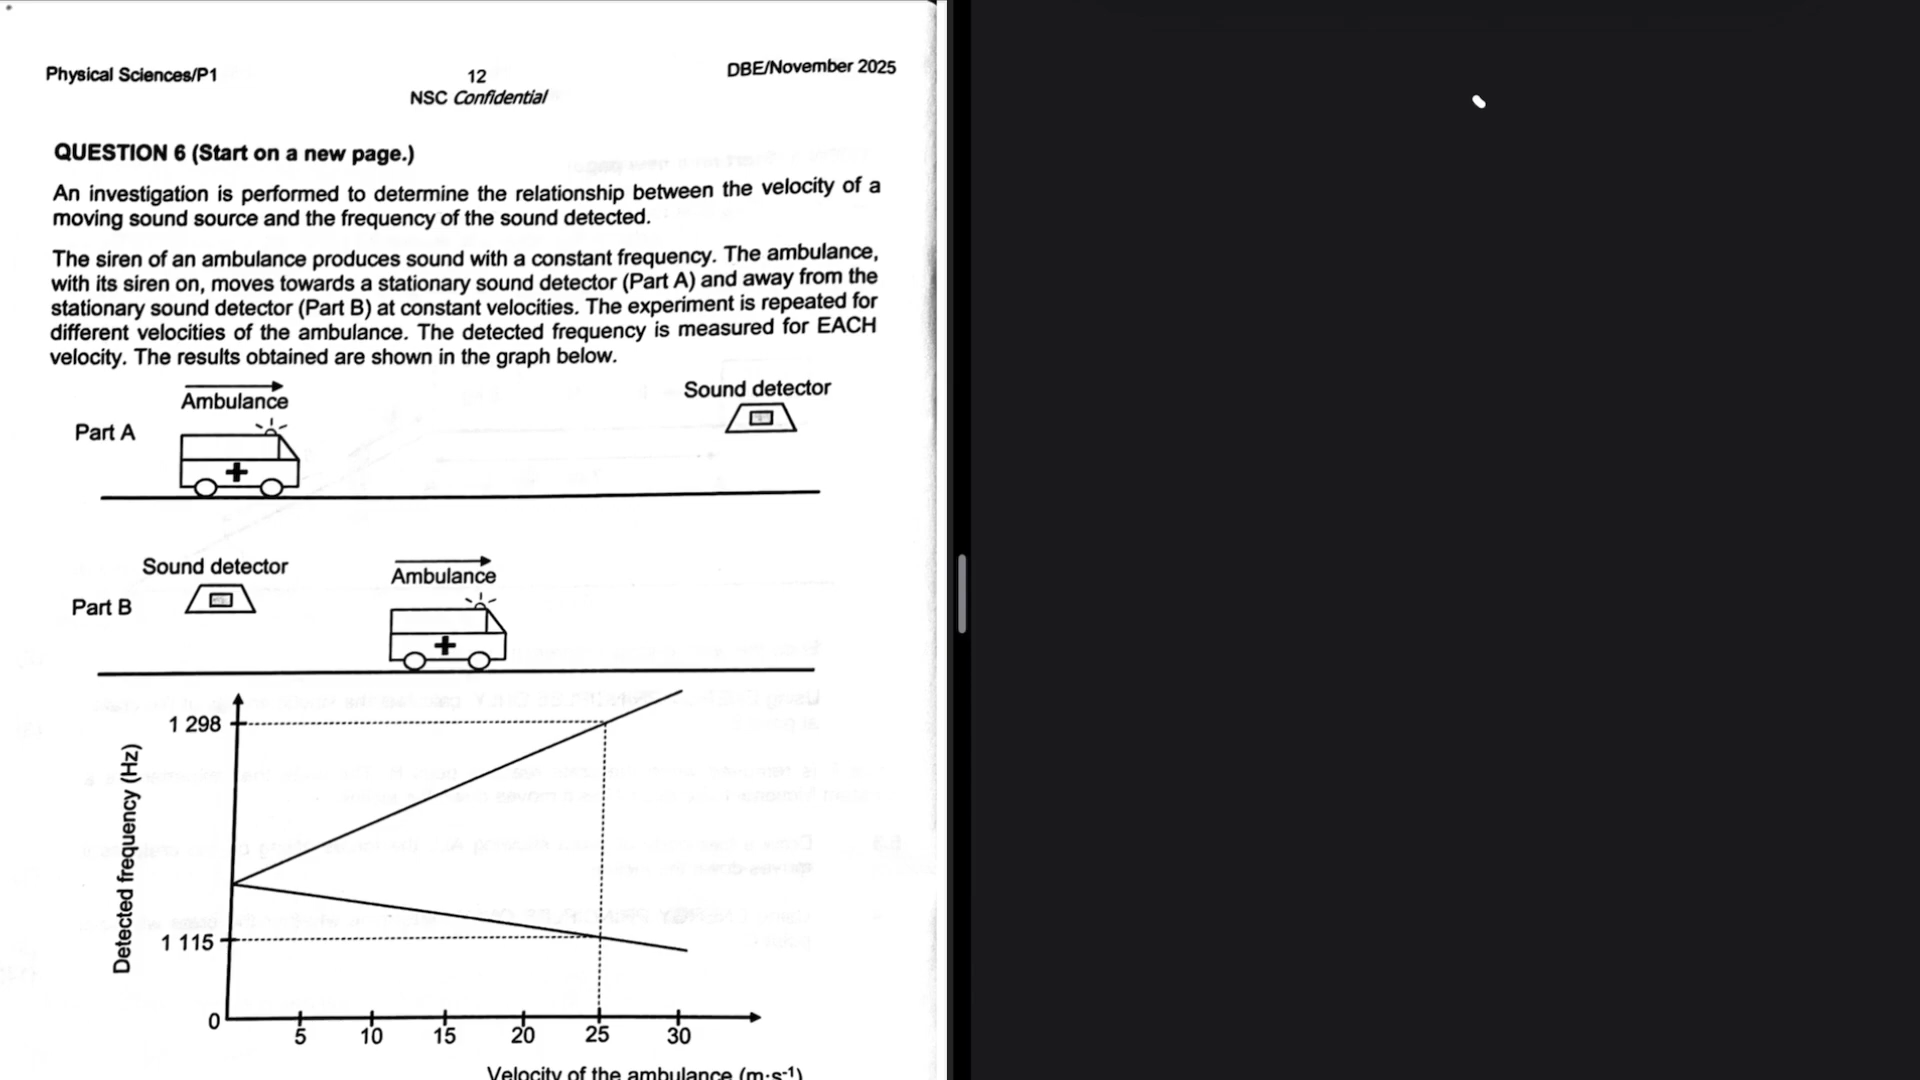 Physical Sciences/P1
12
DBE/November 2025
NSC Confidential
QUESTION 6 (Start on a new page.)
An investigation is performed to determine the relationship between the velocity of a
moving sound source and the frequency of the sound detected.
The siren of an ambulance produces sound with a constant frequency. The ambulance,
with its siren on, moves towards a stationary sound detector (Part A) and away from the
stationary sound detector (Part B) at constant velocities. The experiment is repeated for
different velocities of the ambulance. The detected frequency is measured for EACH
velocity. The results obtained are shown in the graph below.
Sound detector
Ambulance
Part A
Sound detector
Ambulance
Part B
1 298
Detected frequency (Hz)
1 115
0
5
10
15
20
25
30
Velocity of the ambulance (m·s-1)